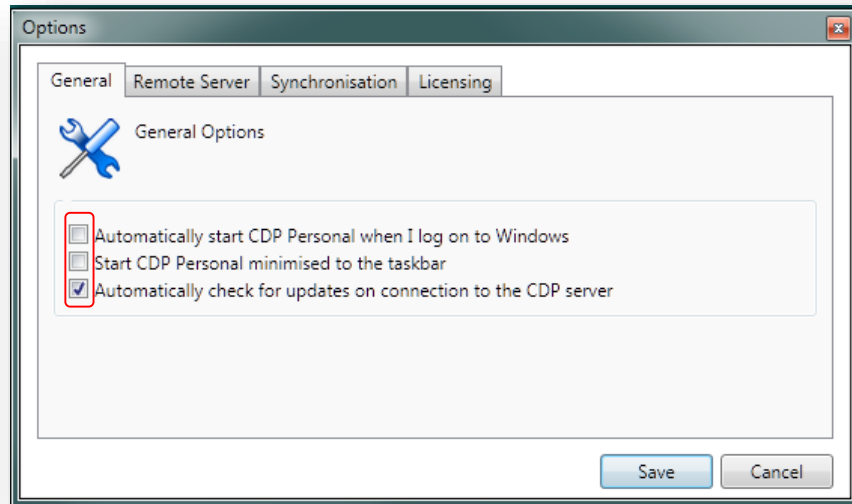 Options
General Remote Server Synchronisation Licensing
General Options
Automatically start CDP Personal when I log on to Windows
Start CDP Personal minimised to the taskbar
Automatically check for updates on connection to the CDP server
Save Cancel